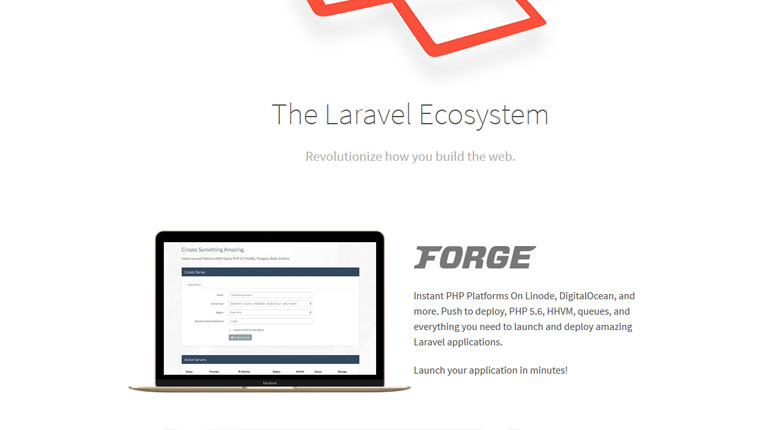 The Laravel Ecosystem
Revolutionize how you build the web.
Create Something Amazing.
Create Server
Active Servers
MacBook
FORGE
Instant PHP Platforms On Linode, DigitalOcean, and
more. Push to deploy, PHP 5.6, HHVM, queues, and
everything you need to launch and deploy amazing
Laravel applications.
Launch your application in minutes!